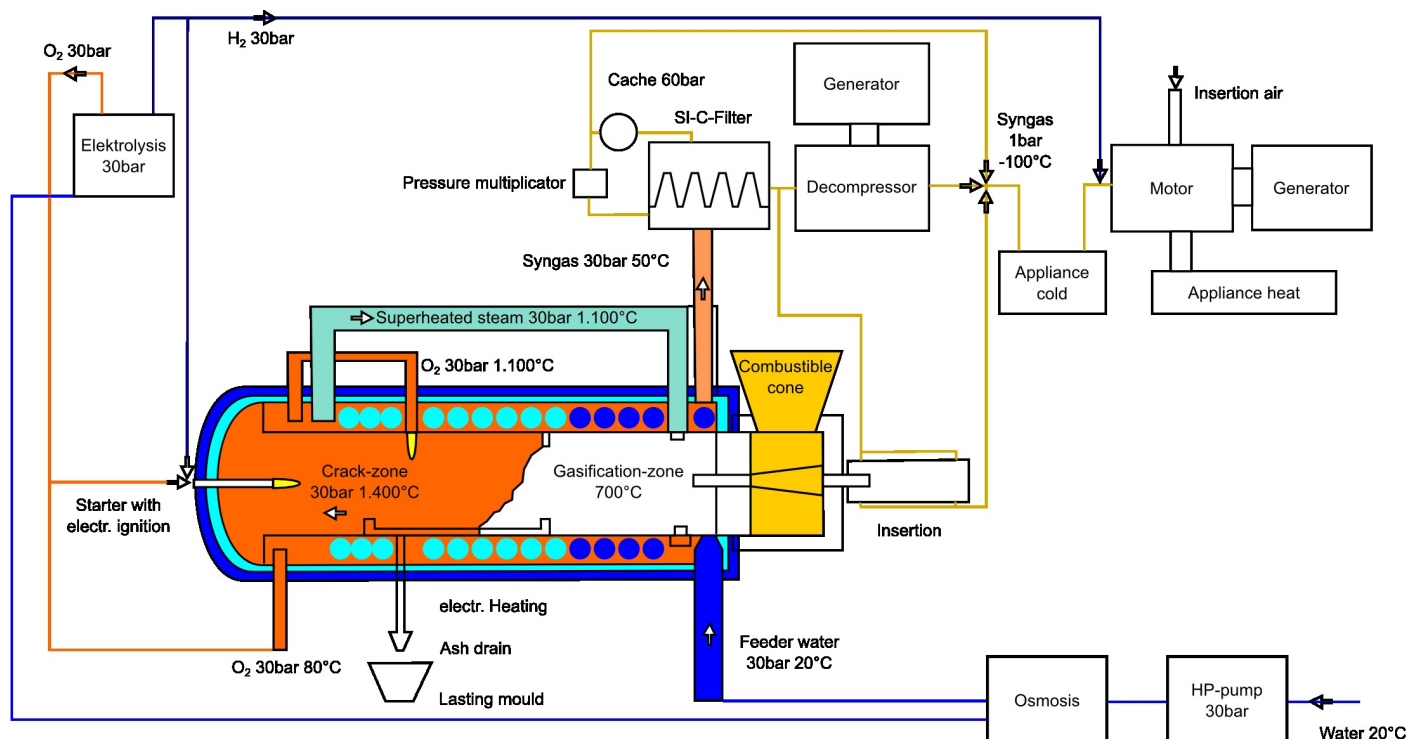 H2 30bar
O2 30bar
Elektrolysis
30bar
Cache 60bar
SI-C-Filter
Pressure multiplicator
Generator
Decompressor
Syngas
1bar
-100°C
Insertion air
Motor
Generator
Appliance
cold
Appliance heat
Syngas 30bar 50°C
Superheated steam 30bar 1.100°C
O2 30bar 1.100°C
Combustible
cone
Crack-zone
30bar 1.400°C
Gasification-zone
700°C
Starter with
electr. ignition
Insertion
electr. Heating
Ash drain
Lasting mould
O2 30bar 80°C
Feeder water
30bar 20°C
Osmosis
HP-pump
30bar
Water 20°C